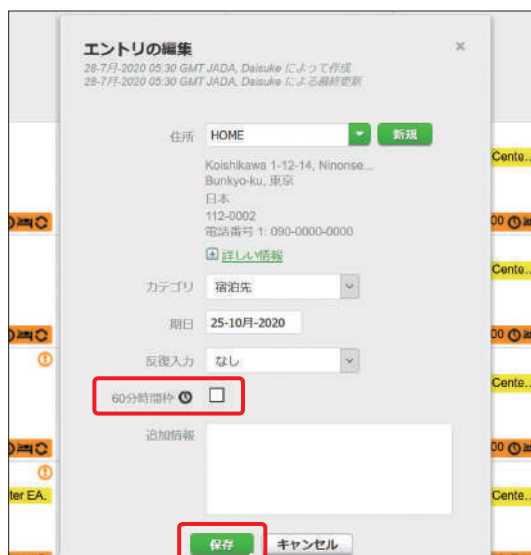 エントリの編集
28-7月-2020 05:30 GMT JADA, Daisuke によって作成
28-7月-2020 05:30 GMT JADA, Daisuke による最終更新
住所 HOME 新規
Koishikawa 1-12-14, Ninonse...
Bunkyo-ku, 東京
日本
112-0002
電話番号 1: 090-0000-0000
詳しい情報
カテゴリ 宿泊先
期日 25-10月-2020
反復入力 なし
60分時間枠
追加情報
保存 キャンセル
Cente...
00
Cente...
00
Cente...
00
ter EA.
Cente...